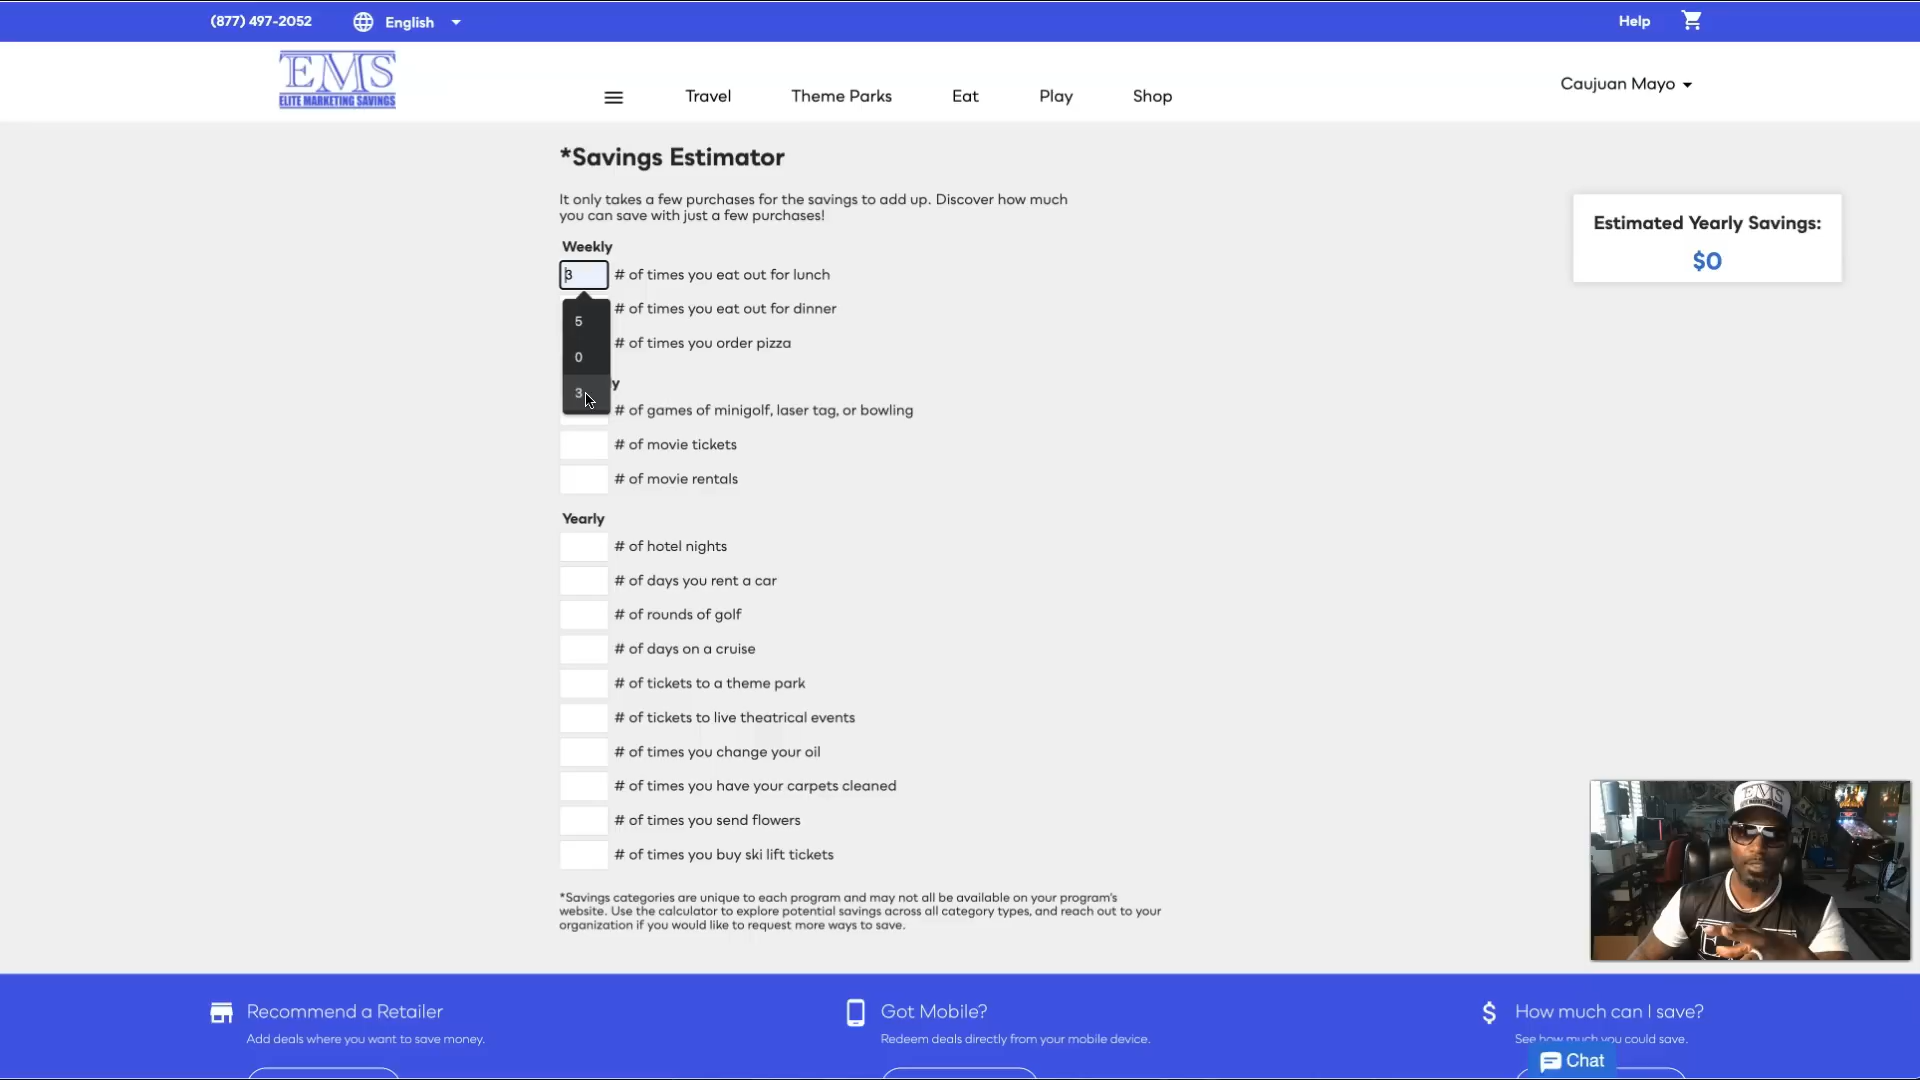 (877) 497-2052
English
Help
EMS
ELITE MARKETING SAVINGS
Travel
Theme Parks
Eat
Play
Shop
Caujuan Mayo
*Savings Estimator
It only takes a few purchases for the savings to add up. Discover how much
you can save with just a few purchases!
Estimated Yearly Savings:
$0
Weekly
3 # of times you eat out for lunch
5
# of times you eat out for dinner
0
# of times you order pizza
3
y
# of games of minigolf, laser tag, or bowling
# of movie tickets
# of movie rentals
Yearly
# of hotel nights
# of days you rent a car
# of rounds of golf
# of days on a cruise
# of tickets to a theme park
# of tickets to live theatrical events
# of times you change your oil
# of times you have your carpets cleaned
# of times you send flowers
# of times you buy ski lift tickets
*Savings categories are unique to each program and may not all be available on your program's
website. Use the calculator to explore potential savings across all category types, and reach out to your
organization if you would like to request more ways to save.
EMS
Recommend a Retailer
Add deals where you want to save money.
Got Mobile?
Redeem deals directly from your mobile device.
How much can I save?
See how much you could save.
Chat